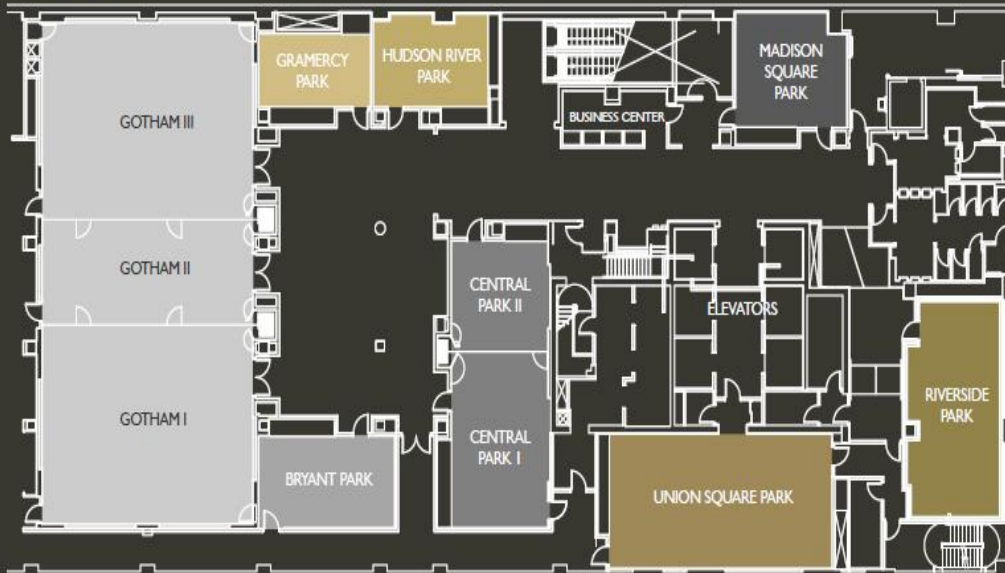 GRAMERCY
PARK
HUDSON RIVER
PARK
MADISON
SQUARE
PARK
GOTHAM III
BUSINESS CENTER
GOTHAM II
CENTRAL
PARK II
ELEVATORS
GOTHAM I
CENTRAL
PARK I
RIVERSIDE
PARK
BRYANT PARK
UNION SQUARE PARK